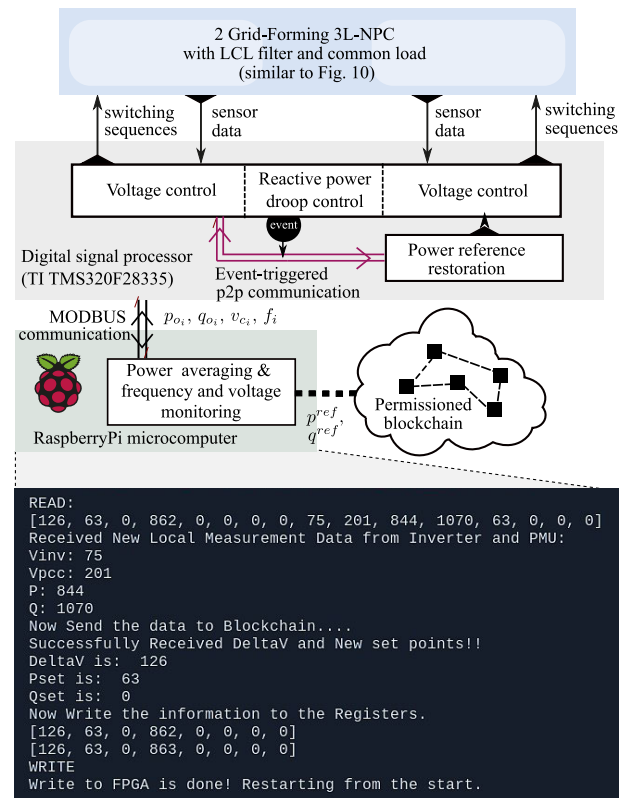 2 Grid-Forming 3L-NPC
with LCL filter and common load
(similar to Fig. 10)
switching
sequences
sensor
data
sensor
data
switching
sequences
Voltage control
Reactive power
droop control
Voltage control
event
Digital signal processor
(TI TMS320F28335)
Event-triggered
p2p communication
Power reference
restoration
MODBUS
communication
p_{o_i}, q_{o_i}, v_{c_i}, f_i
Power averaging &
frequency and voltage
monitoring
RaspberryPi microcomputer
p^{ref},
q^{ref}
Permissioned
blockchain
READ:
[126, 63, 0, 862, 0, 0, 0, 0, 75, 201, 844, 1070, 63, 0, 0, 0]
Received New Local Measurement Data from Inverter and PMU:
Vinv: 75
Vpcc: 201
P: 844
Q: 1070
Now Send the data to Blockchain....
Successfully Received DeltaV and New set points!!
DeltaV is:  126
Pset is:  63
Qset is:  0
Now Write the information to the Registers.
[126, 63, 0, 862, 0, 0, 0, 0]
[126, 63, 0, 863, 0, 0, 0, 0]
WRITE
Write to FPGA is done! Restarting from the start.